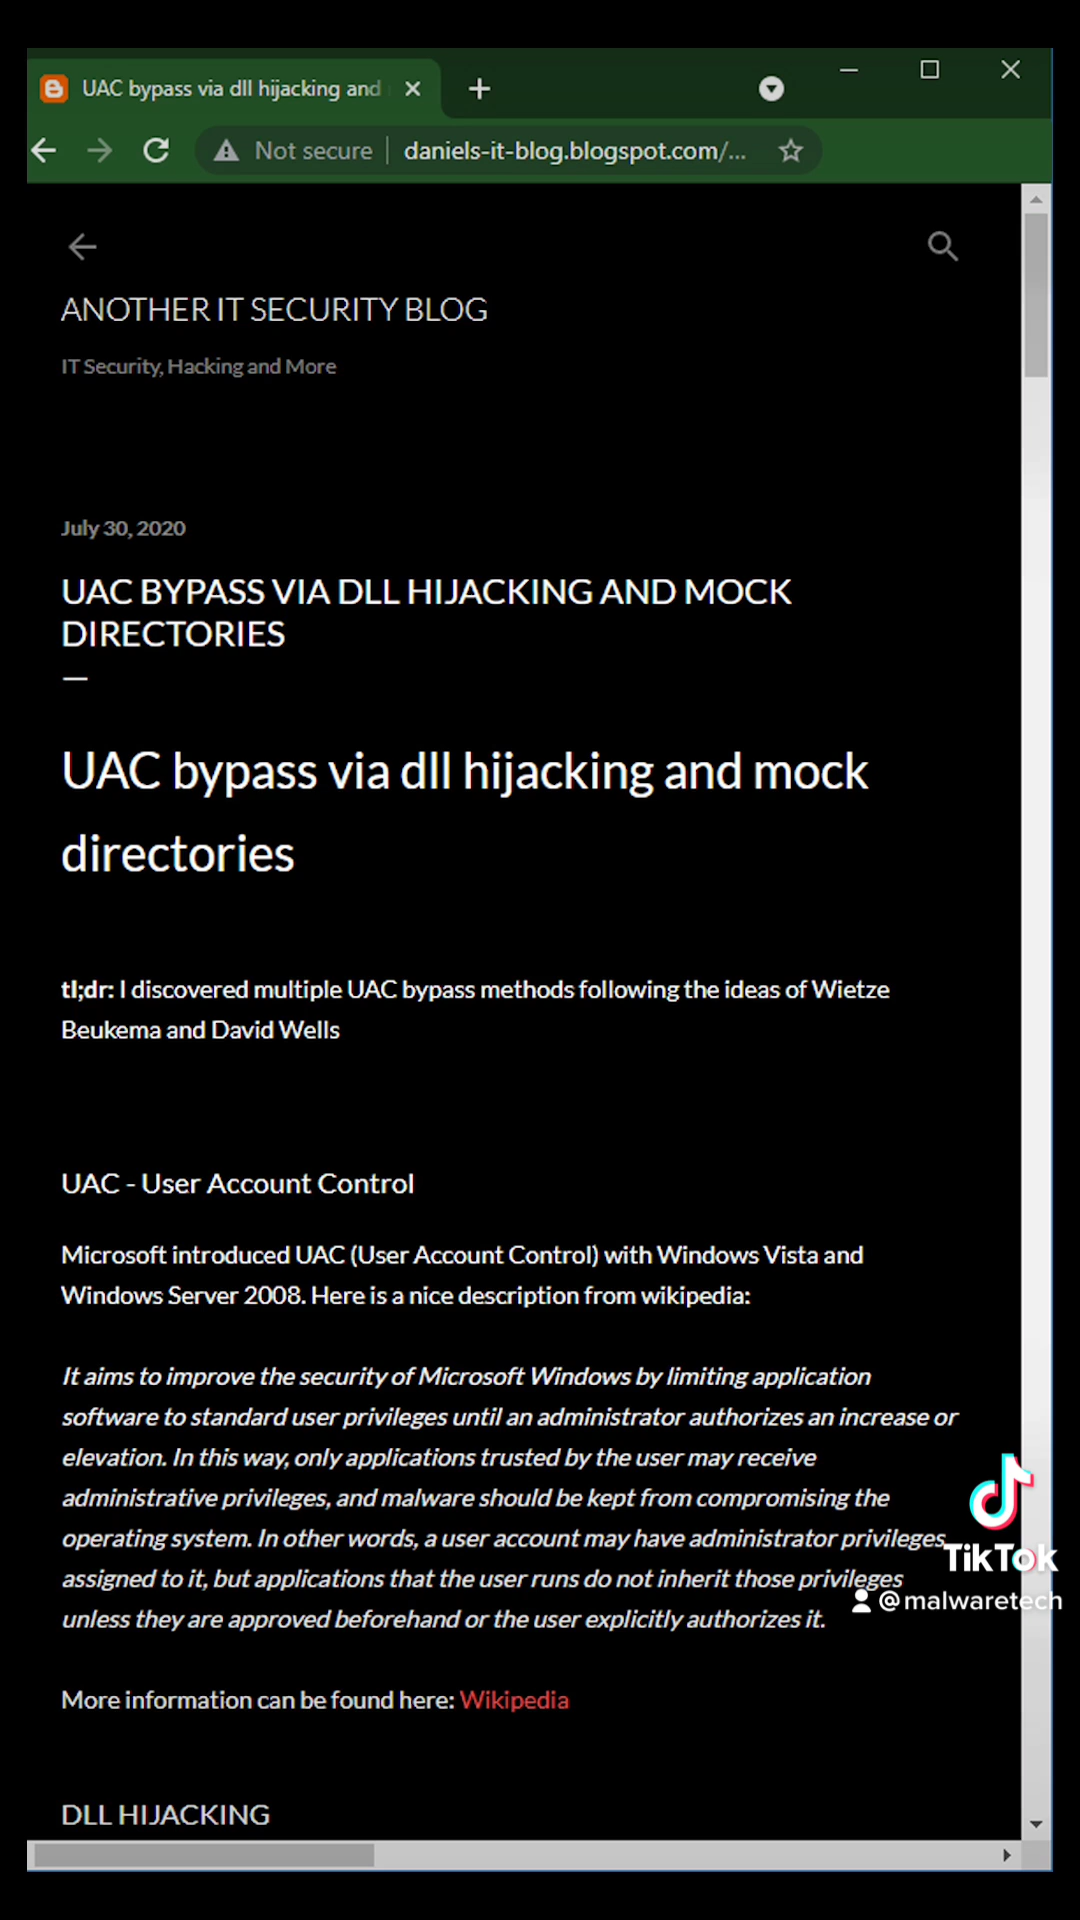 UAC bypass via dll hijacking and
Not secure
daniels-it-blog.blogspot.com/...
ANOTHER IT SECURITY BLOG
IT Security, Hacking and More
July 30, 2020
UAC BYPASS VIA DLL HIJACKING AND MOCK
DIRECTORIES
—
UAC bypass via dll hijacking and mock
directories
tl;dr: I discovered multiple UAC bypass methods following the ideas of Wietze
Beukema and David Wells
UAC - User Account Control
Microsoft introduced UAC (User Account Control) with Windows Vista and
Windows Server 2008. Here is a nice description from wikipedia:
It aims to improve the security of Microsoft Windows by limiting application
software to standard user privileges until an administrator authorizes an increase or
elevation. In this way, only applications trusted by the user may receive
administrative privileges, and malware should be kept from compromising the
operating system. In other words, a user account may have administrator privileges
assigned to it, but applications that the user runs do not inherit those privileges
unless they are approved beforehand or the user explicitly authorizes it.
TikTok
@malwaretech
More information can be found here: Wikipedia
DLL HIJACKING